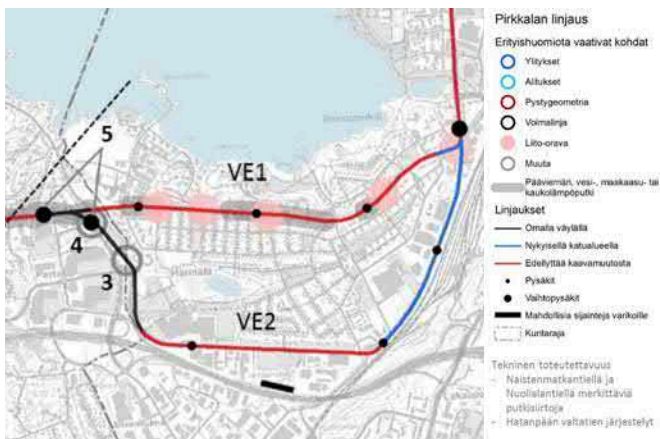 Pirkkalan linjaus
Erityishuomiota vaativat kohdat
Ylitykset
Alitukset
Pystygeometria
Voimalinja
Liito-orava
Muuta
Pääviemäri, vesi-, maakaasu- tai
kaukolämpöputki
Linjaukset
Omalla väylällä
Nykyisellä katualueella
Edellyttää kaavamuutosta
Pysäkit
Vaihtopysäkit
Mahdollisia sijainteja varikoille
Kuntaraja
Tekninen toteutettavuus
- Naistenmatkantiellä ja
Nuolialantiellä merkittäviä
putkisiirtoja
- Hatanpään valtatien järjestelyt
5
VE1
4
3
Härmälä
VE2